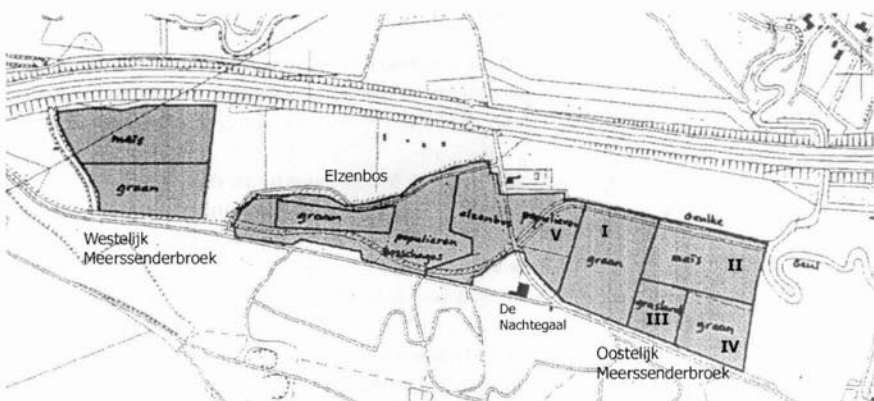 maïs
graan
Westelijk
Meerssenderbroek
Elzenbos
graan
populieren
bosschages
elzenbos
populieren
V
I
graan
Geulke
maïs
II
Geul
grasland
III
graan
IV
De
Nachtegaal
Oostelijk
Meerssenderbroek